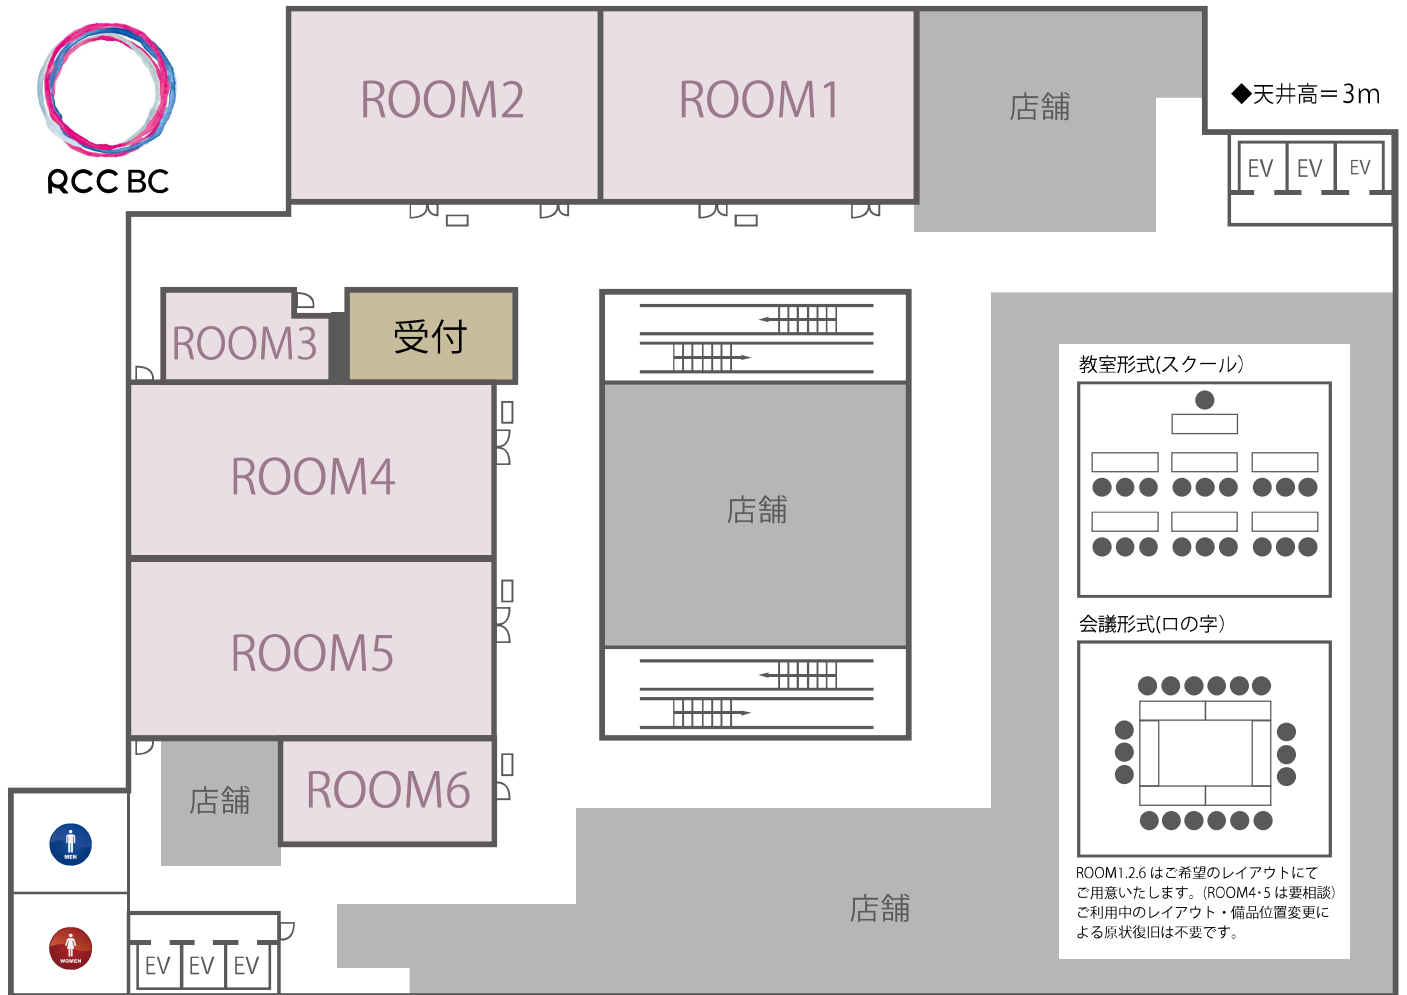 RCC BC
ROOM2
ROOM1
店舗
◆天井高＝3m
EV
EV
EV
ROOM3
受付
ROOM4
店舗
ROOM5
店舗
ROOM6
MEN
WOMEN
EV
EV
EV
店舗
教室形式(スクール）
会議形式(ロの字）
ROOM1.2.6 はご希望のレイアウトにて
ご用意いたします。(ROOM4・5 は要相談)
ご利用中のレイアウト・備品位置変更に
よる原状復旧は不要です。